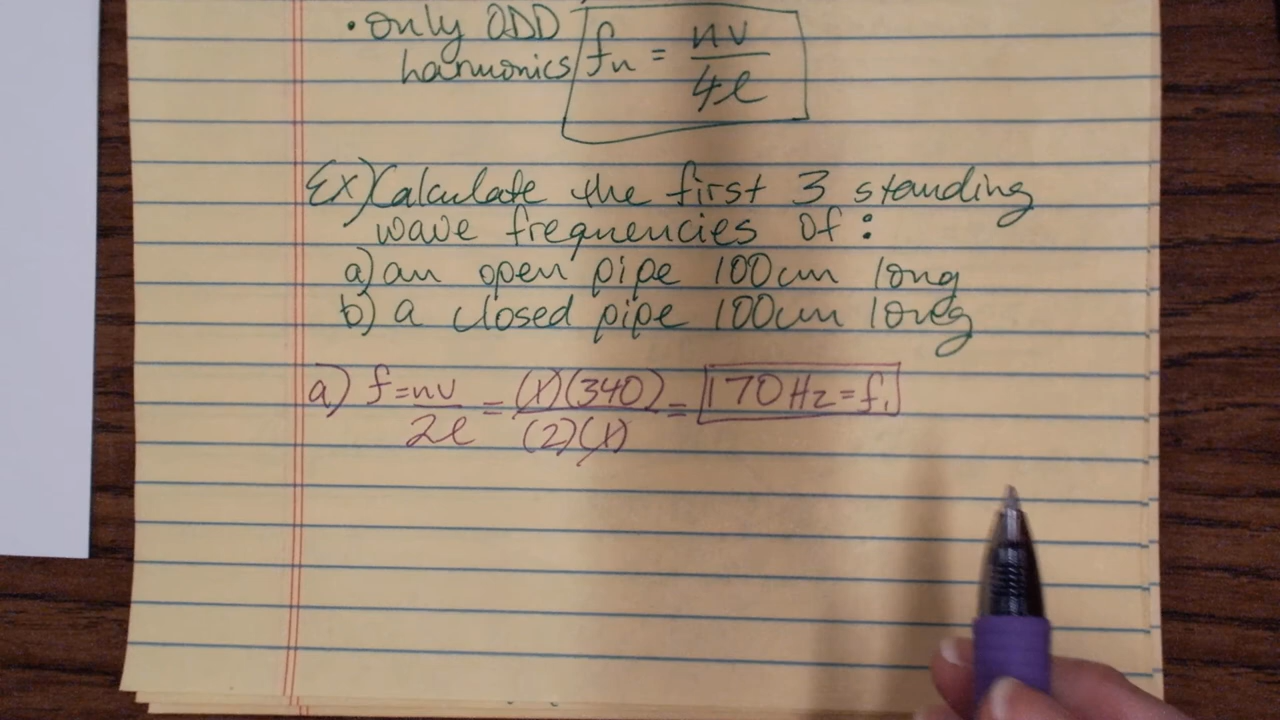 • only ODD
harmonics fn = nv / 4l
Ex) Calculate the first 3 standing
wave frequencies of :
a) an open pipe 100cm long
b) a closed pipe 100cm long
a) f = nv / 2l = (1)(340) / (2)(1) = 170 Hz = f1